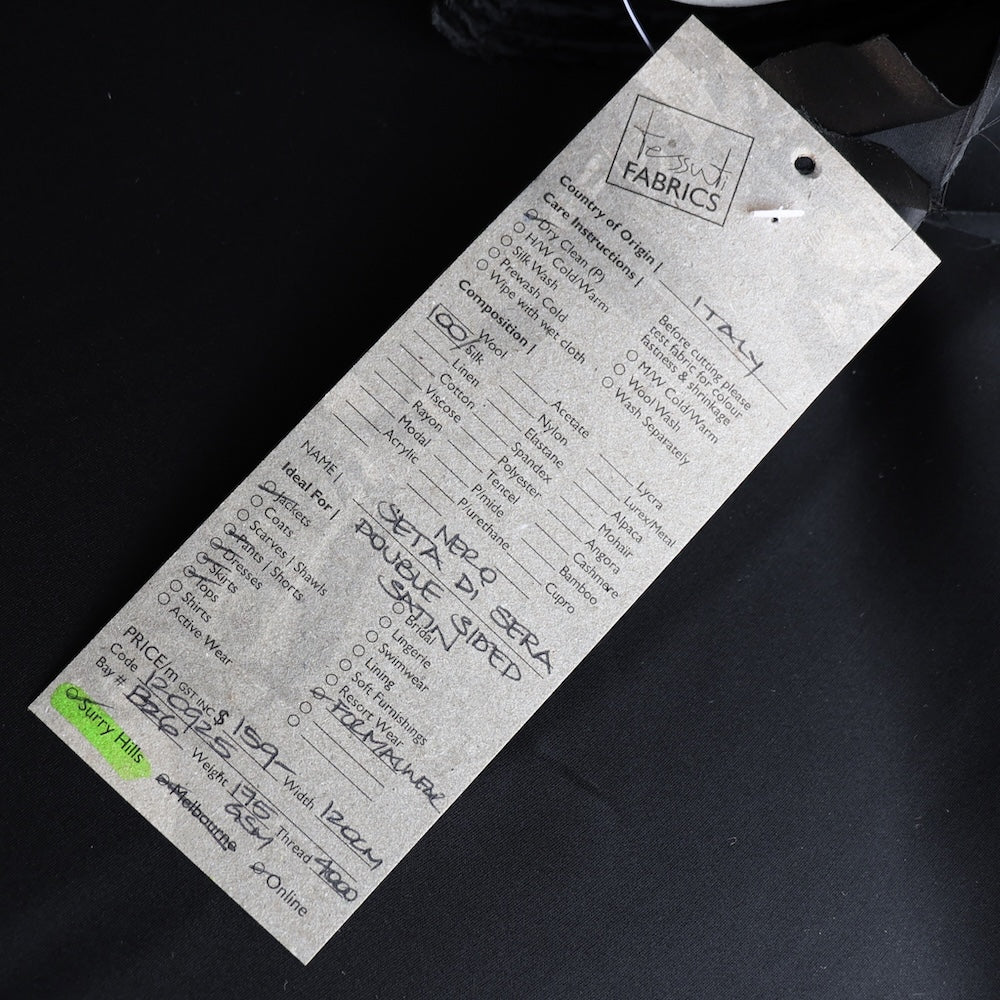 tessuti
FABRICS
Country of Origin | ITALY
Care Instructions |
Dry Clean (P)
H/W Cold/Warm
Silk Wash
Prewash Cold
Wipe with wet cloth
Before cutting please
test fabric for colour
fastness & shrinkage
M/W Cold/Warm
Wool Wash
Wash Separately
Composition |
Wool
100/ Silk
Linen
Cotton
Viscose
Rayon
Modal
Acrylic
Acetate
Nylon
Elastane
Spandex
Polyester
Tencel
P/mide
P/urethane
Lycra
Lurex/Metal
Alpaca
Mohair
Angora
Cashmere
Bamboo
Cupro
NAME | NERO
SETA DI SERA
DOUBLE SIDED
SATIN
Ideal For |
Jackets
Coats
Scarves | Shawls
Pants | Shorts
Dresses
Skirts
Tops
Shirts
Active Wear
Bridal
Lingerie
Swimwear
Lining
Soft Furnishings
Resort Wear
FORMALWEAR
PRICE/m GST INC $ 159- Width 120CM
Code 120925 Weight 175 GSM Thread 4000
Bay # B26
Surry Hills
Melbourne
Online